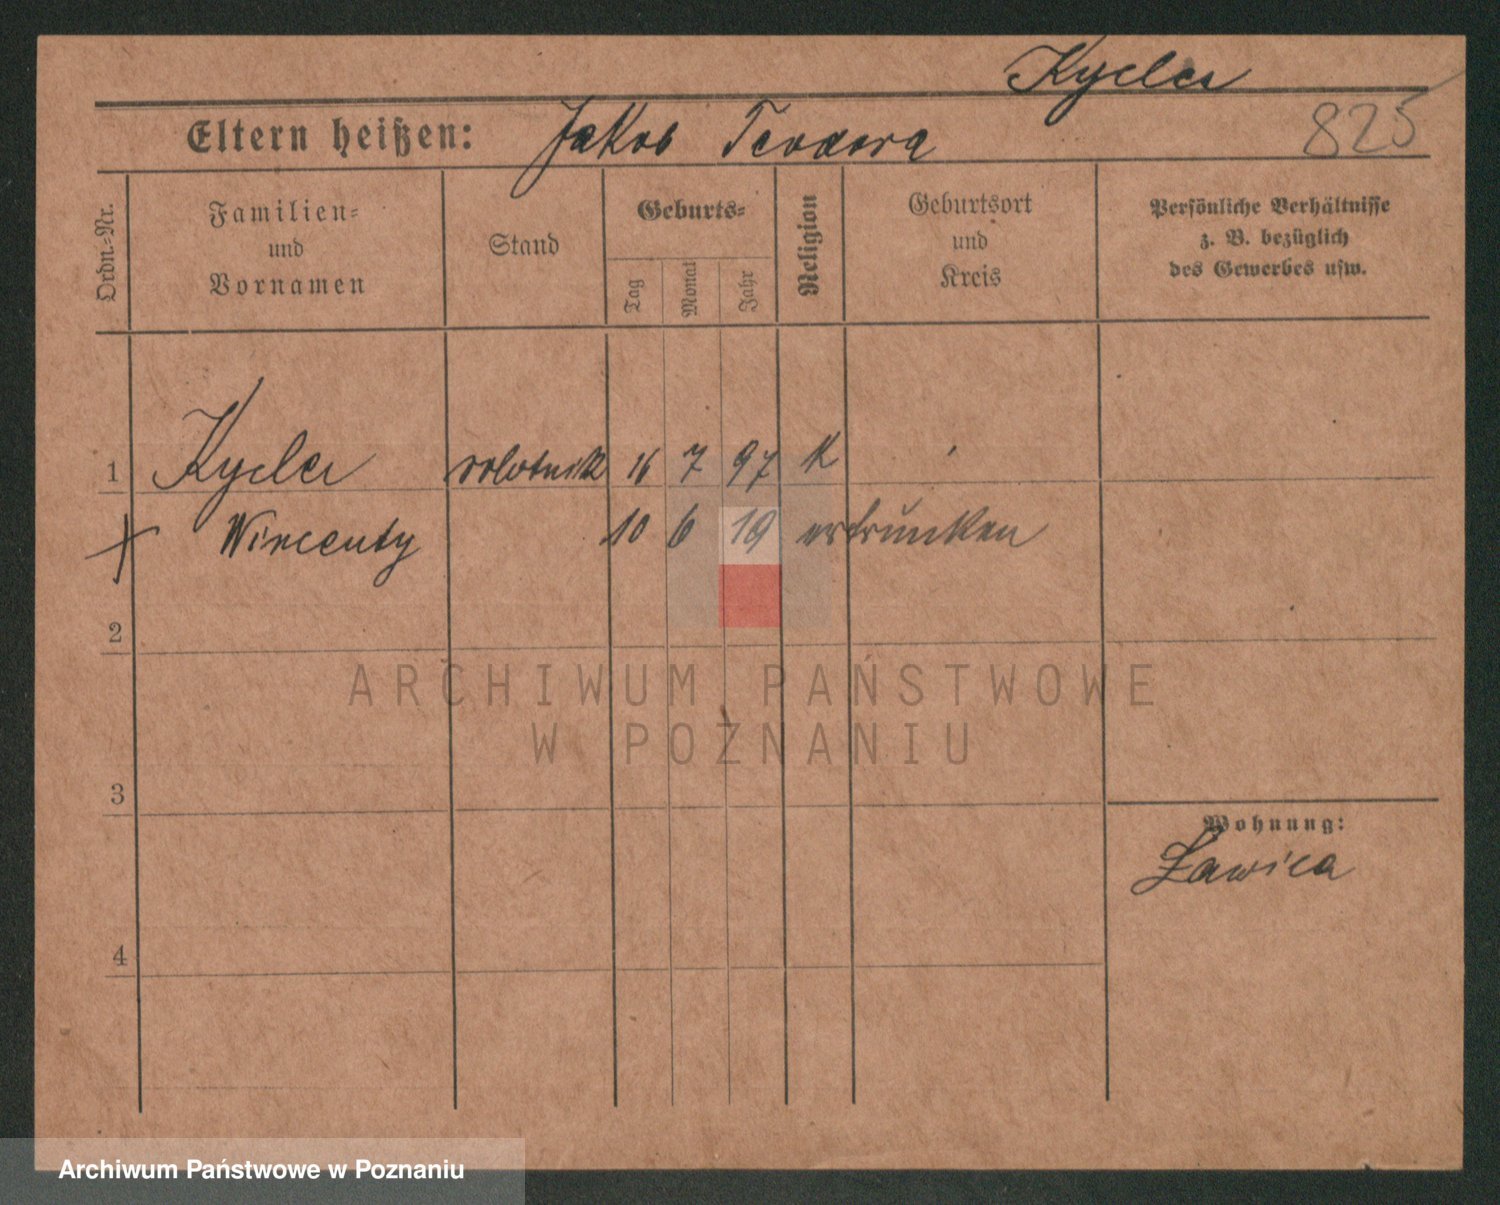 Kycler
Eltern heißen: Jakob Teodora
825
Ordn.-Nr.
Familien-
und
Vornamen
Stand
Geburts-
Tag
Monat
Jahr
Religion
Geburtsort
und
Kreis
Persönliche Verhältnisse
z. B. bezüglich
des Gewerbes usw.
1 Kycler robotnik 16 7 97 K
Wincenty 10 6 19 ertrunken
2
ARCHIWUM PAŃSTWOWE
W POZNANIU
3
Wohnung:
Ławica
4
Archiwum Państwowe w Poznaniu